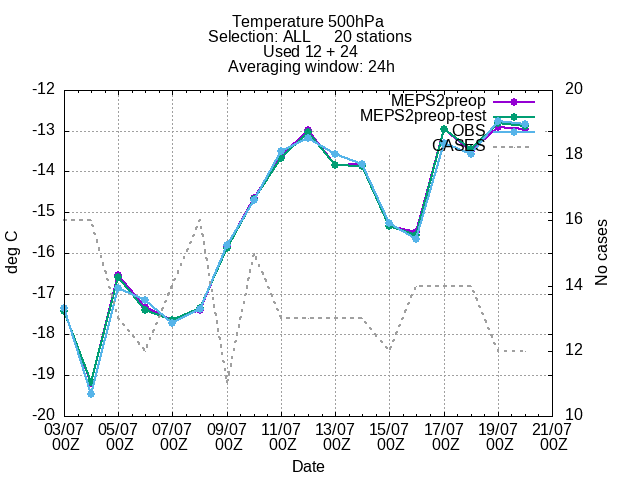 Temperature 500hPa
Selection: ALL 20 stations
Used 12 + 24
Averaging window: 24h
-12 20
MEPS2preop
MEPS2preop-test
-13 OBS
CASES 18
-14
-15
-16 16
deg C No cases
-17 14
-18
-19 12
-20 10
03/07 05/07 07/07 09/07 11/07 13/07 15/07 17/07 19/07 21/07
00Z 00Z 00Z 00Z 00Z 00Z 00Z 00Z 00Z 00Z
Date